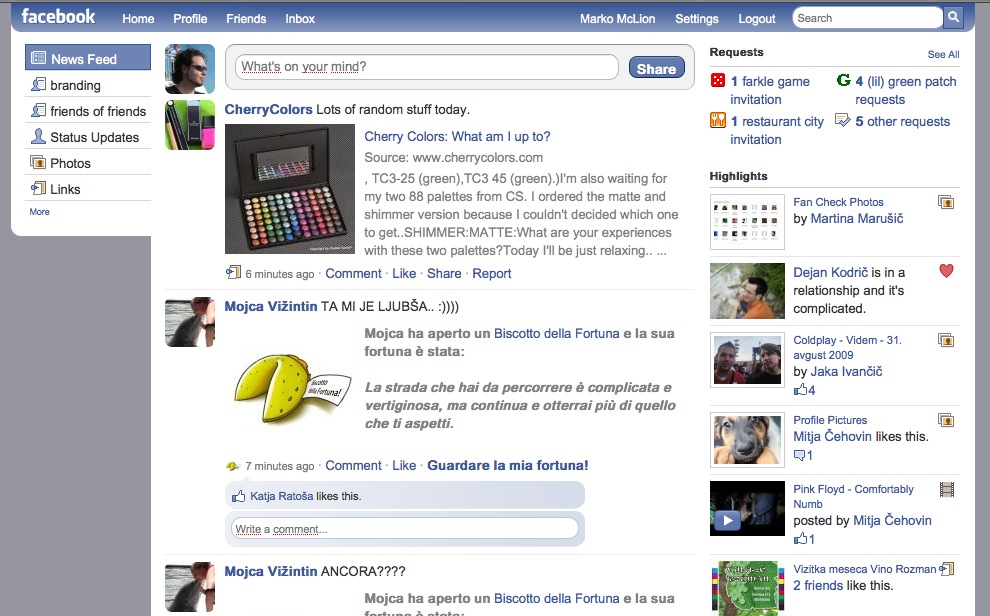 facebook Home Profile Friends Inbox Marko McLion Settings Logout Search
News Feed
branding
friends of friends
Status Updates
Photos
Links
More
What's on your mind?
Share
CherryColors Lots of random stuff today.
Cherry Colors: What am I up to?
Source: www.cherrycolors.com
, TC3-25 (green),TC3 45 (green).)I'm also waiting for
my two 88 palettes from CS. I ordered the matte and
shimmer version because I couldn't decided which one
to get..SHIMMER:MATTE:What are your experiences
with these two palettes?Today I'll be just relaxing.. ...
6 minutes ago · Comment · Like · Share · Report
Mojca Vižintin TA MI JE LJUBŠA.. :))))
Mojca ha aperto un Biscotto della Fortuna e la sua
fortuna è stata:
La strada che hai da percorrere è complicata e
vertiginosa, ma continua e otterrai più di quello
che ti aspetti.
Biscotto
della Fortuna!
7 minutes ago · Comment · Like · Guardare la mia fortuna!
Katja Ratoša likes this.
Write a comment...
Mojca Vižintin ANCORA????
Mojca ha aperto un Biscotto della Fortuna e la sua
fortuna è stata:
Requests
See All
1 farkle game
invitation
4 (lil) green patch
requests
1 restaurant city
invitation
5 other requests
Highlights
Fan Check Photos
by Martina Marušič
Dejan Kodrič is in a
relationship and it's
complicated.
Coldplay - Videm - 31.
avgust 2009
by Jaka Ivančič
4
Profile Pictures
Mitja Čehovin likes this.
1
Pink Floyd - Comfortably
Numb
posted by Mitja Čehovin
1
Vizitka meseca Vino Rozman
2 friends like this.